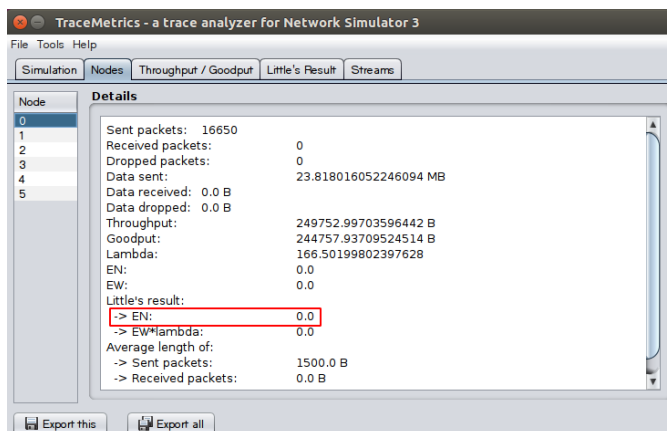 TraceMetrics - a trace analyzer for Network Simulator 3
File Tools Help
Simulation Nodes Throughput / Goodput Little's Result Streams
Node
0
1
2
3
4
5
Details
Sent packets: 16650
Received packets: 0
Dropped packets: 0
Data sent: 23.818016052246094 MB
Data received: 0.0 B
Data dropped: 0.0 B
Throughput: 249752.99703596442 B
Goodput: 244757.93709524514 B
Lambda: 166.50199802397628
EN: 0.0
EW: 0.0
Little's result:
-> EN: 0.0
-> EW*lambda: 0.0
Average length of:
-> Sent packets: 1500.0 B
-> Received packets: 0.0 B
Export this Export all